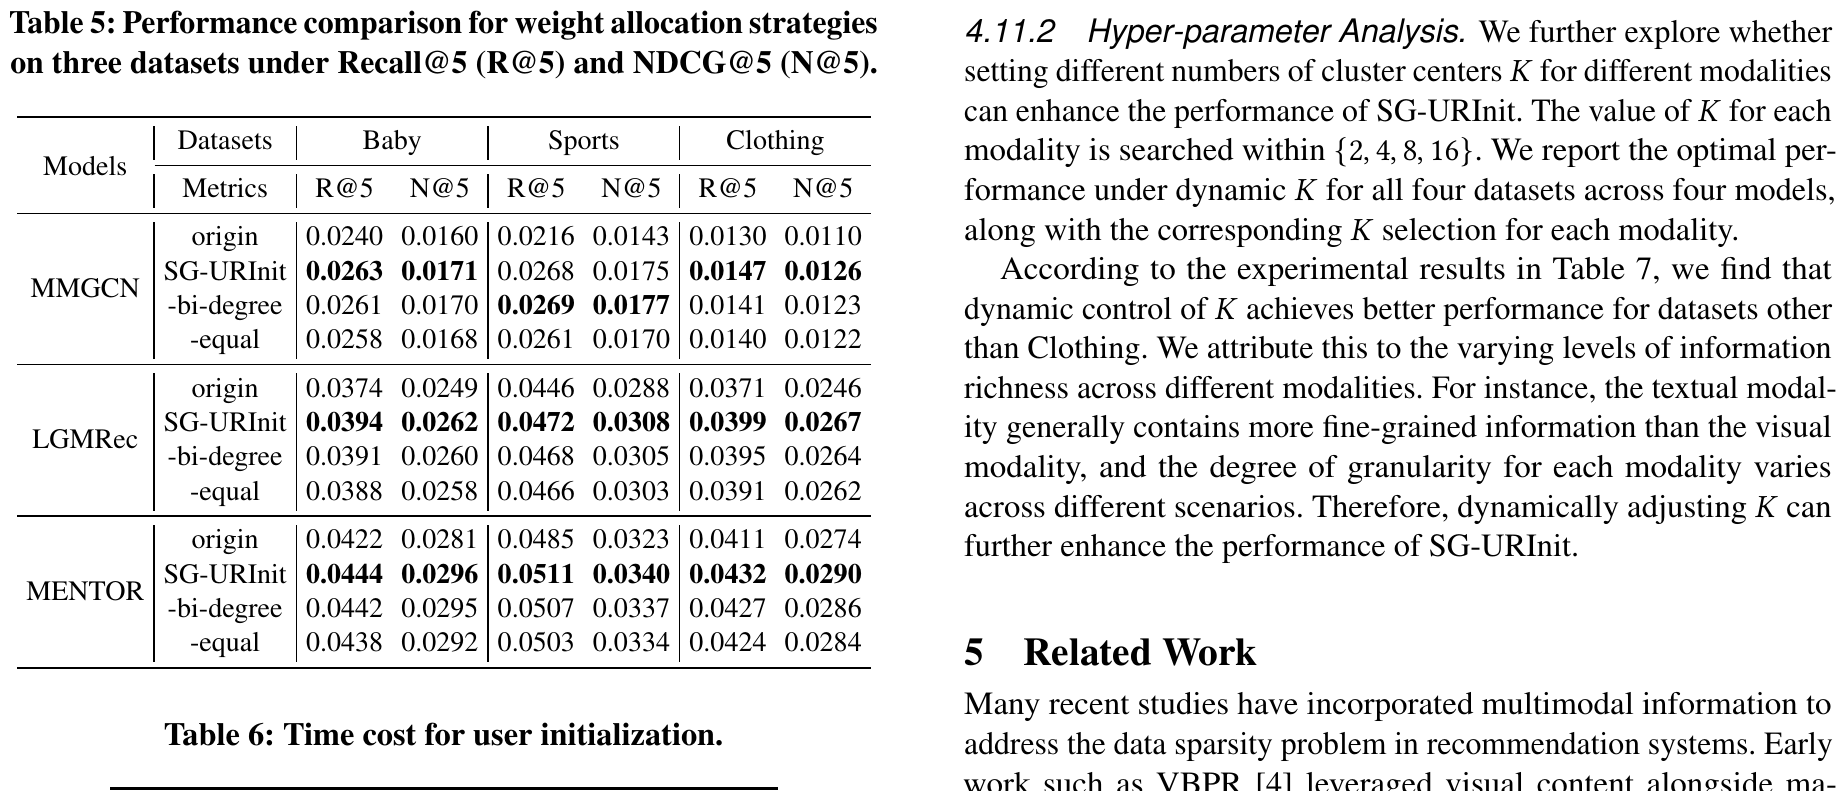 Table 5: Performance comparison for weight allocation strategies
on three datasets under Recall@5 (R@5) and NDCG@5 (N@5).
Models Datasets Baby Sports Clothing
Metrics R@5 N@5 R@5 N@5 R@5 N@5
MMGCN
origin 0.0240 0.0160 0.0216 0.0143 0.0130 0.0110
SG-URInit 0.0263 0.0171 0.0268 0.0175 0.0147 0.0126
-bi-degree 0.0261 0.0170 0.0269 0.0177 0.0141 0.0123
-equal 0.0258 0.0168 0.0261 0.0170 0.0140 0.0122
LGMRec
origin 0.0374 0.0249 0.0446 0.0288 0.0371 0.0246
SG-URInit 0.0394 0.0262 0.0472 0.0308 0.0399 0.0267
-bi-degree 0.0391 0.0260 0.0468 0.0305 0.0395 0.0264
-equal 0.0388 0.0258 0.0466 0.0303 0.0391 0.0262
MENTOR
origin 0.0422 0.0281 0.0485 0.0323 0.0411 0.0274
SG-URInit 0.0444 0.0296 0.0511 0.0340 0.0432 0.0290
-bi-degree 0.0442 0.0295 0.0507 0.0337 0.0427 0.0286
-equal 0.0438 0.0292 0.0503 0.0334 0.0424 0.0284
Table 6: Time cost for user initialization.
4.11.2 Hyper-parameter Analysis. We further explore whether
setting different numbers of cluster centers K for different modalities
can enhance the performance of SG-URInit. The value of K for each
modality is searched within {2, 4, 8, 16}. We report the optimal per-
formance under dynamic K for all four datasets across four models,
along with the corresponding K selection for each modality.
According to the experimental results in Table 7, we find that
dynamic control of K achieves better performance for datasets other
than Clothing. We attribute this to the varying levels of information
richness across different modalities. For instance, the textual modal-
ity generally contains more fine-grained information than the visual
modality, and the degree of granularity for each modality varies
across different scenarios. Therefore, dynamically adjusting K can
further enhance the performance of SG-URInit.
5 Related Work
Many recent studies have incorporated multimodal information to
address the data sparsity problem in recommendation systems. Early
work such as VBPR [4] leveraged visual content alongside ma-